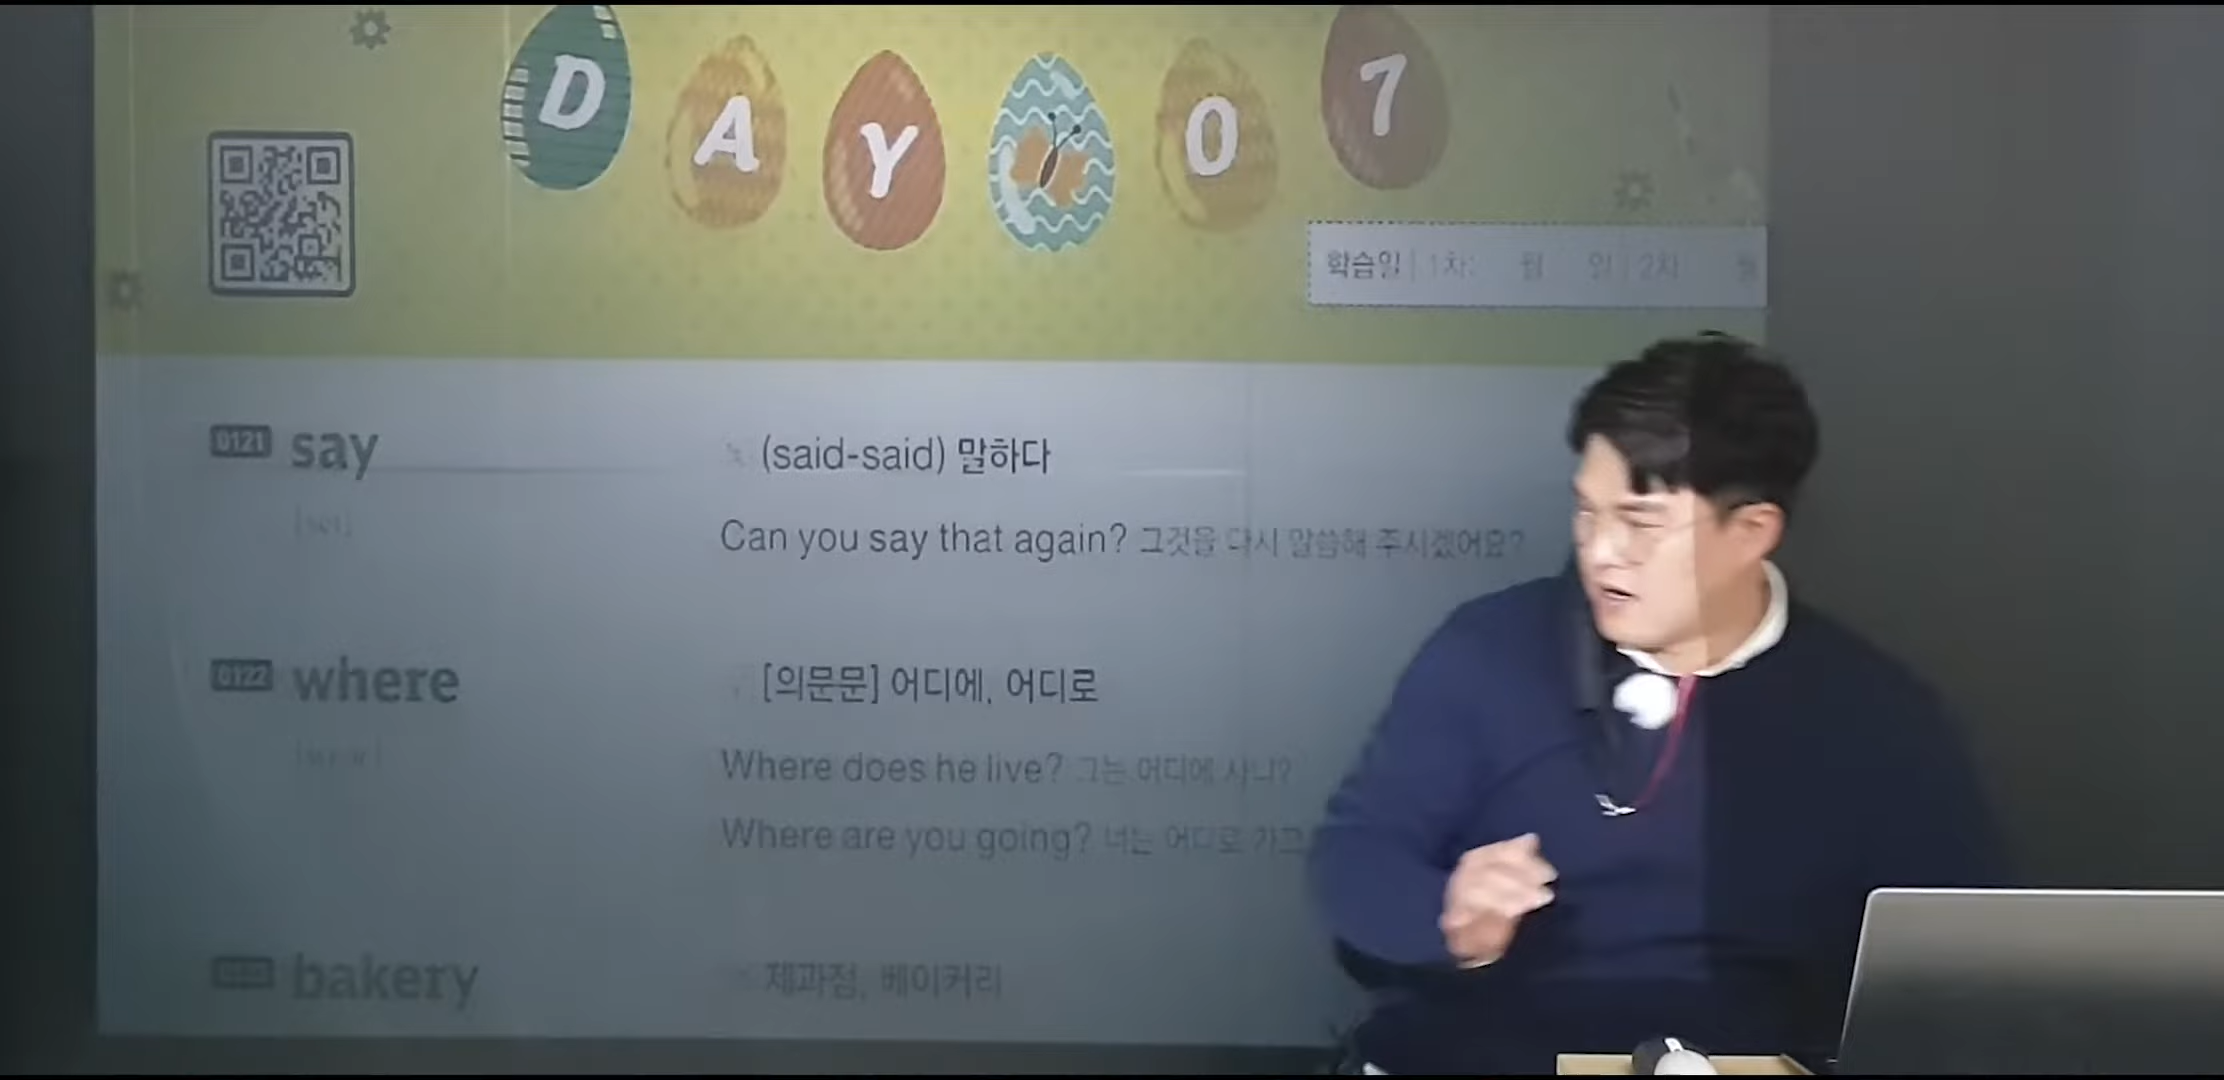 DAY 07
학습일 | 1차: 월 일 | 2차 월
0121 say (said-said) 말하다
Can you say that again? 그것을 다시 말씀해 주시겠어요?
0122 where [의문문] 어디에, 어디로
Where does he live? 그는 어디에 사니?
Where are you going? 너는 어디로 가고
bakery 제과점, 베이커리